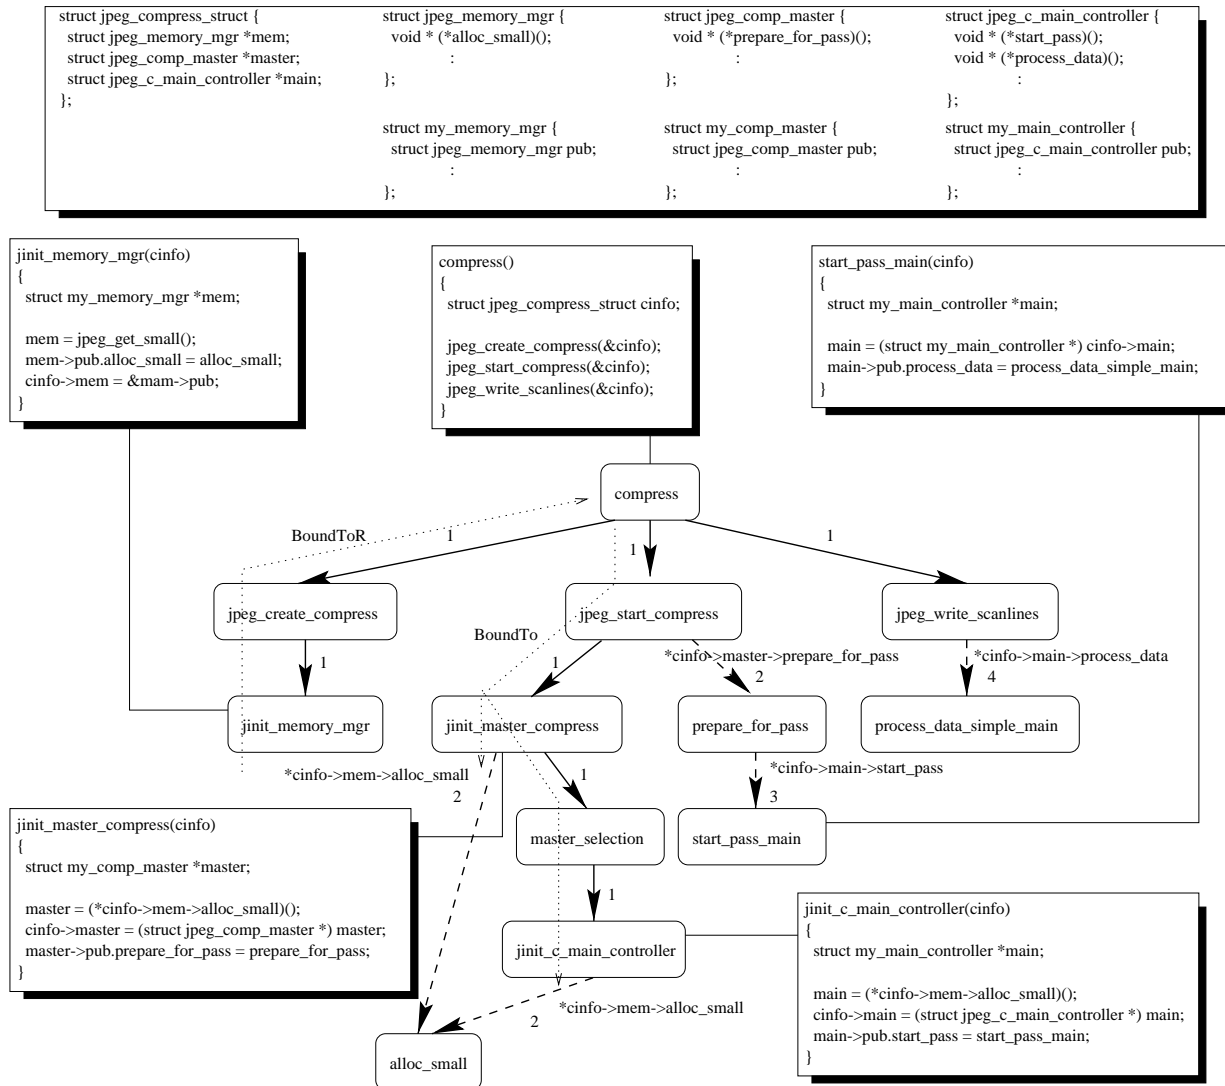 struct jpeg_compress_struct {
struct jpeg_memory_mgr *mem;
struct jpeg_comp_master *master;
struct jpeg_c_main_controller *main;
};
struct jpeg_memory_mgr {
void * (*alloc_small)();
:
};
struct jpeg_comp_master {
void * (*prepare_for_pass)();
:
};
struct jpeg_c_main_controller {
void * (*start_pass)();
void * (*process_data)();
:
};
struct my_memory_mgr {
struct jpeg_memory_mgr pub;
:
};
struct my_comp_master {
struct jpeg_comp_master pub;
:
};
struct my_main_controller {
struct jpeg_c_main_controller pub;
:
};
jinit_memory_mgr(cinfo)
{
struct my_memory_mgr *mem;
mem = jpeg_get_small();
mem->pub.alloc_small = alloc_small;
cinfo->mem = &mam->pub;
}
compress()
{
struct jpeg_compress_struct cinfo;
jpeg_create_compress(&cinfo);
jpeg_start_compress(&cinfo);
jpeg_write_scanlines(&cinfo);
}
start_pass_main(cinfo)
{
struct my_main_controller *main;
main = (struct my_main_controller *) cinfo->main;
main->pub.process_data = process_data_simple_main;
}
compress
BoundToR
1
1
1
jpeg_create_compress
jpeg_start_compress
jpeg_write_scanlines
BoundTo
1
1
*cinfo->master->prepare_for_pass
2
*cinfo->main->process_data
4
jinit_memory_mgr
jinit_master_compress
prepare_for_pass
process_data_simple_main
*cinfo->mem->alloc_small
2
1
*cinfo->main->start_pass
3
master_selection
start_pass_main
jinit_master_compress(cinfo)
{
struct my_comp_master *master;
master = (*cinfo->mem->alloc_small)();
cinfo->master = (struct jpeg_comp_master *) master;
master->pub.prepare_for_pass = prepare_for_pass;
}
1
jinit_c_main_controller
*cinfo->mem->alloc_small
2
alloc_small
jinit_c_main_controller(cinfo)
{
struct my_main_controller *main;
main = (*cinfo->mem->alloc_small)();
cinfo->main = (struct jpeg_c_main_controller *) main;
main->pub.start_pass = start_pass_main;
}